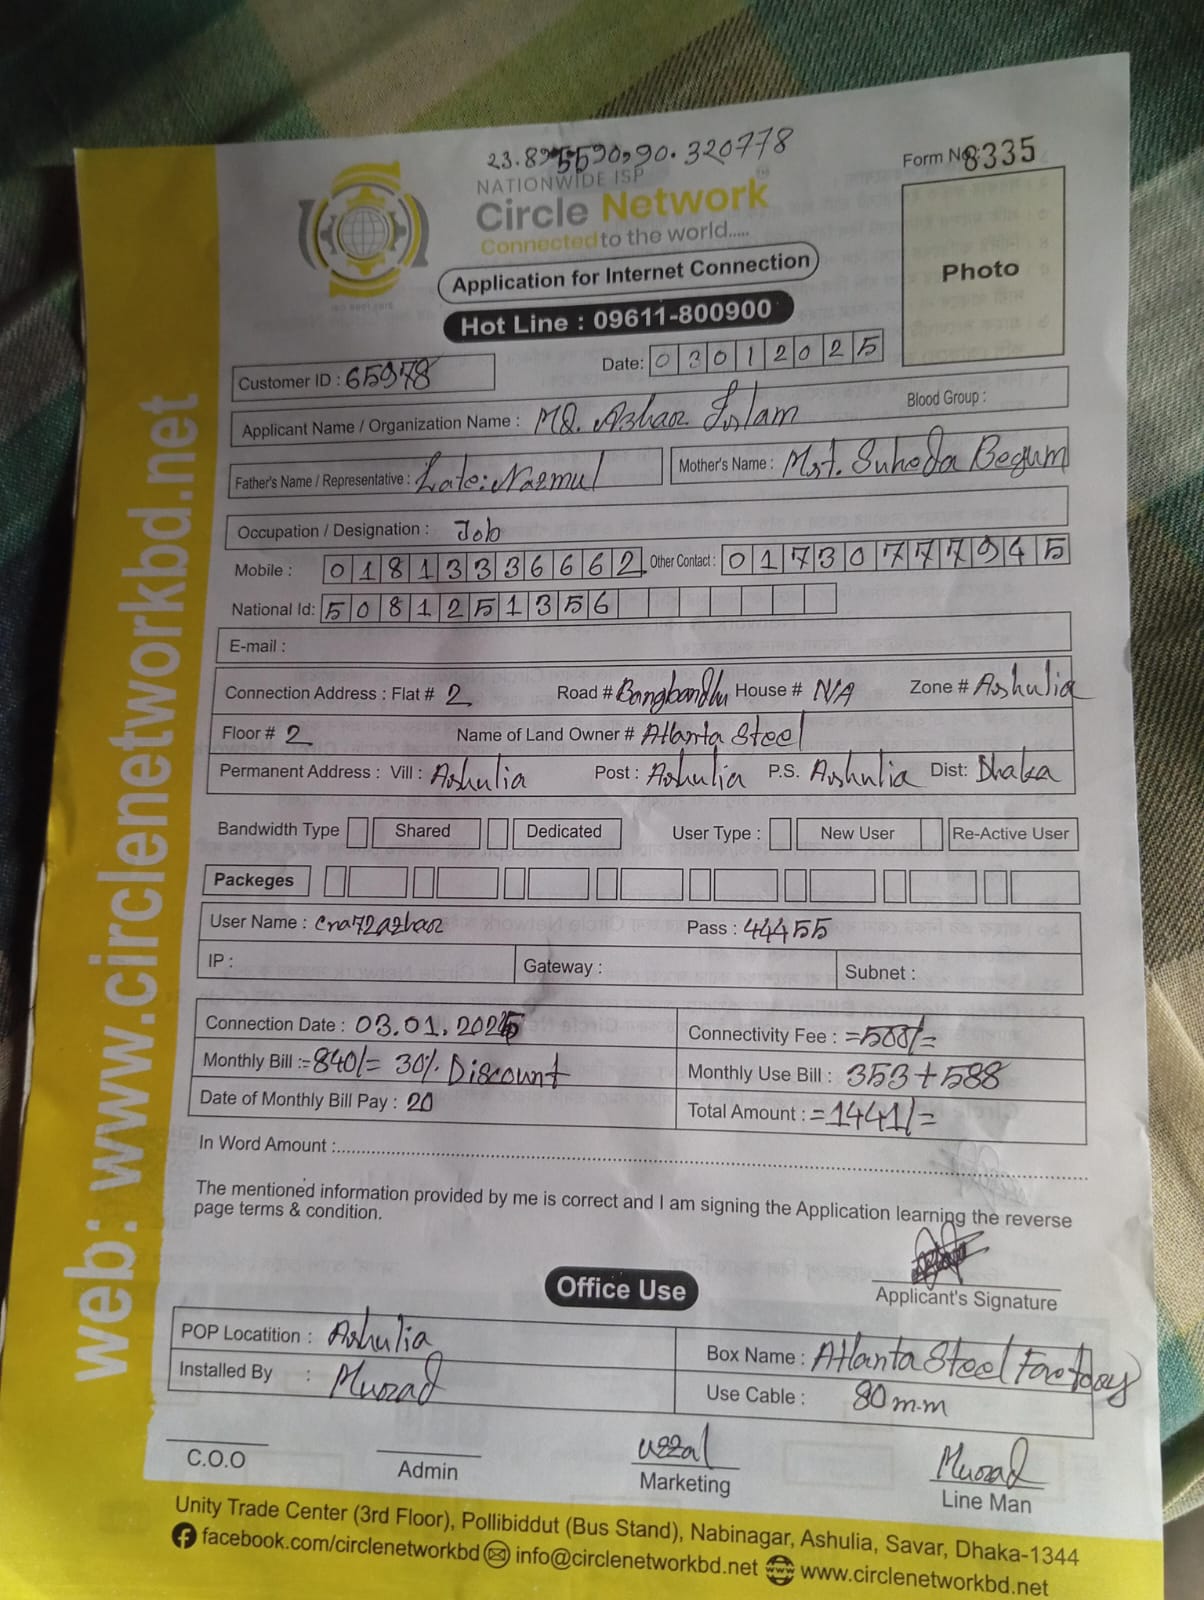 23.895590,90.320778
Form No: 8335
NATIONWIDE ISP
Circle Network
Connected to the world.....
Application for Internet Connection
Photo
Hot Line : 09611-800900
Date: 03012025
Customer ID : 65978
Applicant Name / Organization Name : MD. Azhar Islam Blood Group :
Father's Name / Representative : Late: Nazmul Mother's Name : Mst. Suheda Begum
Occupation / Designation : Job
Mobile : 01813336662 Other Contact : 01730777945
National Id: 5081251356
E-mail :
Connection Address : Flat # 2 Road # Bangbandhu House # N/A Zone # Ashulia
Floor # 2 Name of Land Owner # Atlanta Steel
Permanent Address : Vill : Ashulia Post : Ashulia P.S. Ashulia Dist: Dhaka
Bandwidth Type Shared Dedicated User Type : New User Re-Active User
Packeges
User Name : cna72azhar Pass : 44455
IP : Gateway : Subnet :
Connection Date : 03.01.2025 Connectivity Fee : =500/=
Monthly Bill :=840/= 30% Discount Monthly Use Bill : 353+588
Date of Monthly Bill Pay : 20 Total Amount : =1441/=
In Word Amount :
The mentioned information provided by me is correct and I am signing the Application learning the reverse
page terms & condition.
Applicant's Signature
Office Use
POP Locatition : Ashulia Box Name : Atlanta Steel Factory
Installed By : Murad Use Cable : 80 m.m
C.O.O Admin uzzal Marketing Murad Line Man
Unity Trade Center (3rd Floor), Pollibiddut (Bus Stand), Nabinagar, Ashulia, Savar, Dhaka-1344
facebook.com/circlenetworkbd info@circlenetworkbd.net www.circlenetworkbd.net
web: www.circlenetworkbd.net